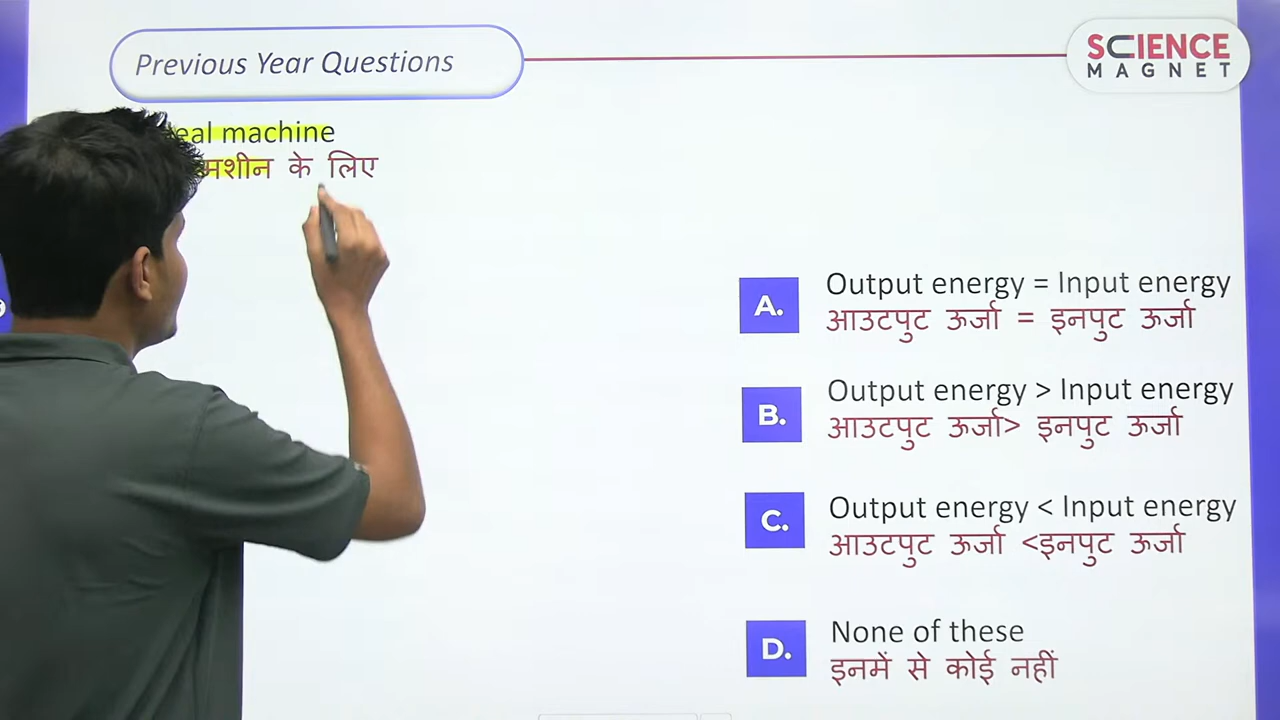 Previous Year Questions
SCIENCE
MAGNET
machine
मशीन के लिए
A. Output energy = Input energy
आउटपुट ऊर्जा = इनपुट ऊर्जा
B. Output energy > Input energy
आउटपुट ऊर्जा> इनपुट ऊर्जा
C. Output energy < Input energy
आउटपुट ऊर्जा <इनपुट ऊर्जा
D. None of these
इनमें से कोई नहीं